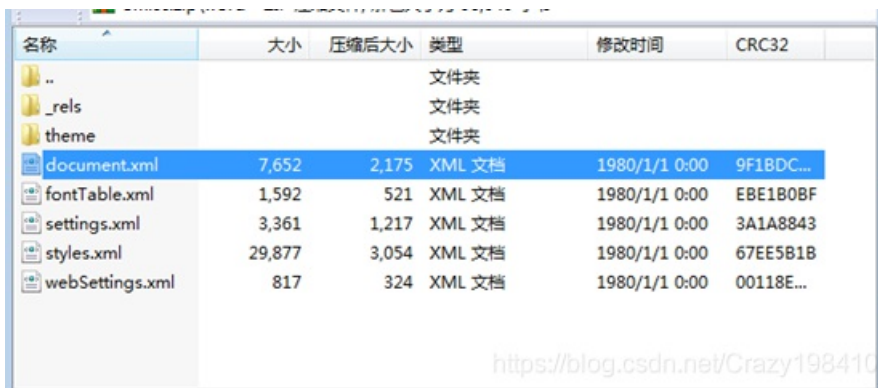 名称 大小 压缩后大小 类型 修改时间 CRC32
.. 文件夹
_rels 文件夹
theme 文件夹
document.xml 7,652 2,175 XML 文档 1980/1/1 0:00 9F1BDC...
fontTable.xml 1,592 521 XML 文档 1980/1/1 0:00 EBE1B0BF
settings.xml 3,361 1,217 XML 文档 1980/1/1 0:00 3A1A8843
styles.xml 29,877 3,054 XML 文档 1980/1/1 0:00 67EE5B1B
webSettings.xml 817 324 XML 文档 1980/1/1 0:00 00118E...
https://blog.csdn.net/Crazy198410